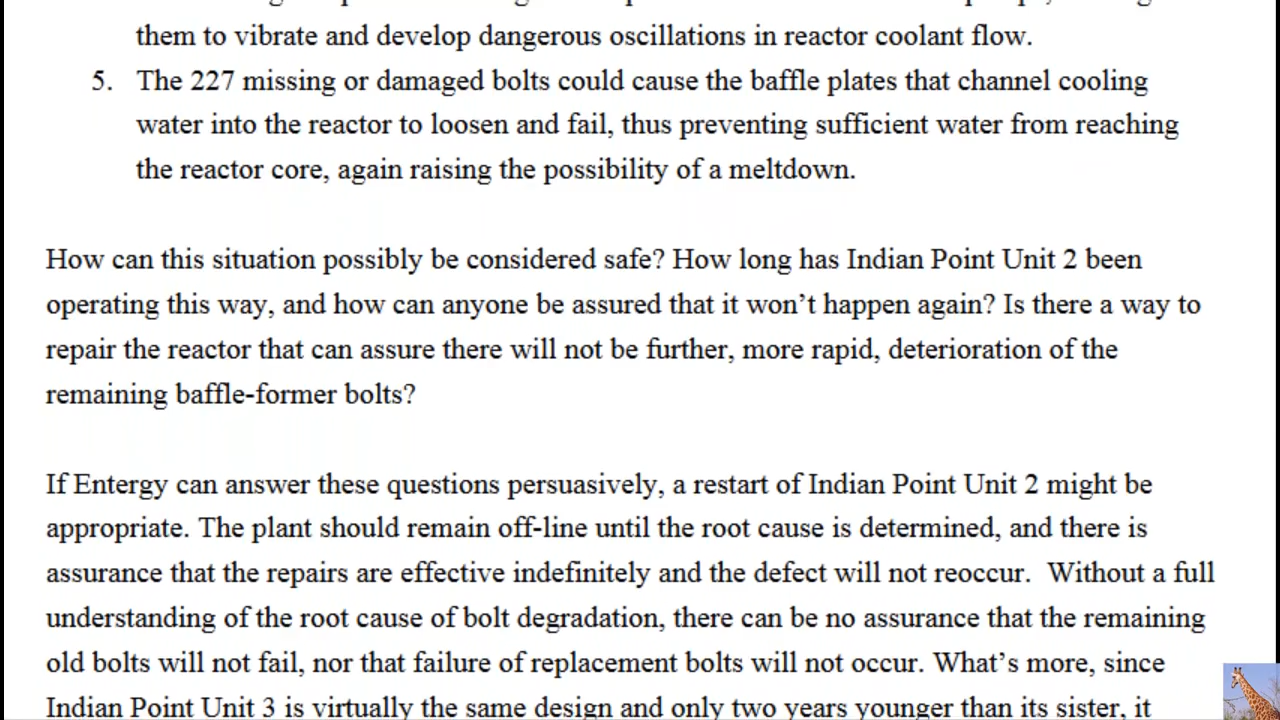 them to vibrate and develop dangerous oscillations in reactor coolant flow.
5. The 227 missing or damaged bolts could cause the baffle plates that channel cooling
water into the reactor to loosen and fail, thus preventing sufficient water from reaching
the reactor core, again raising the possibility of a meltdown.
How can this situation possibly be considered safe? How long has Indian Point Unit 2 been
operating this way, and how can anyone be assured that it won’t happen again? Is there a way to
repair the reactor that can assure there will not be further, more rapid, deterioration of the
remaining baffle-former bolts?
If Entergy can answer these questions persuasively, a restart of Indian Point Unit 2 might be
appropriate. The plant should remain off-line until the root cause is determined, and there is
assurance that the repairs are effective indefinitely and the defect will not reoccur.  Without a full
understanding of the root cause of bolt degradation, there can be no assurance that the remaining
old bolts will not fail, nor that failure of replacement bolts will not occur. What’s more, since
Indian Point Unit 3 is virtually the same design and only two years younger than its sister, it